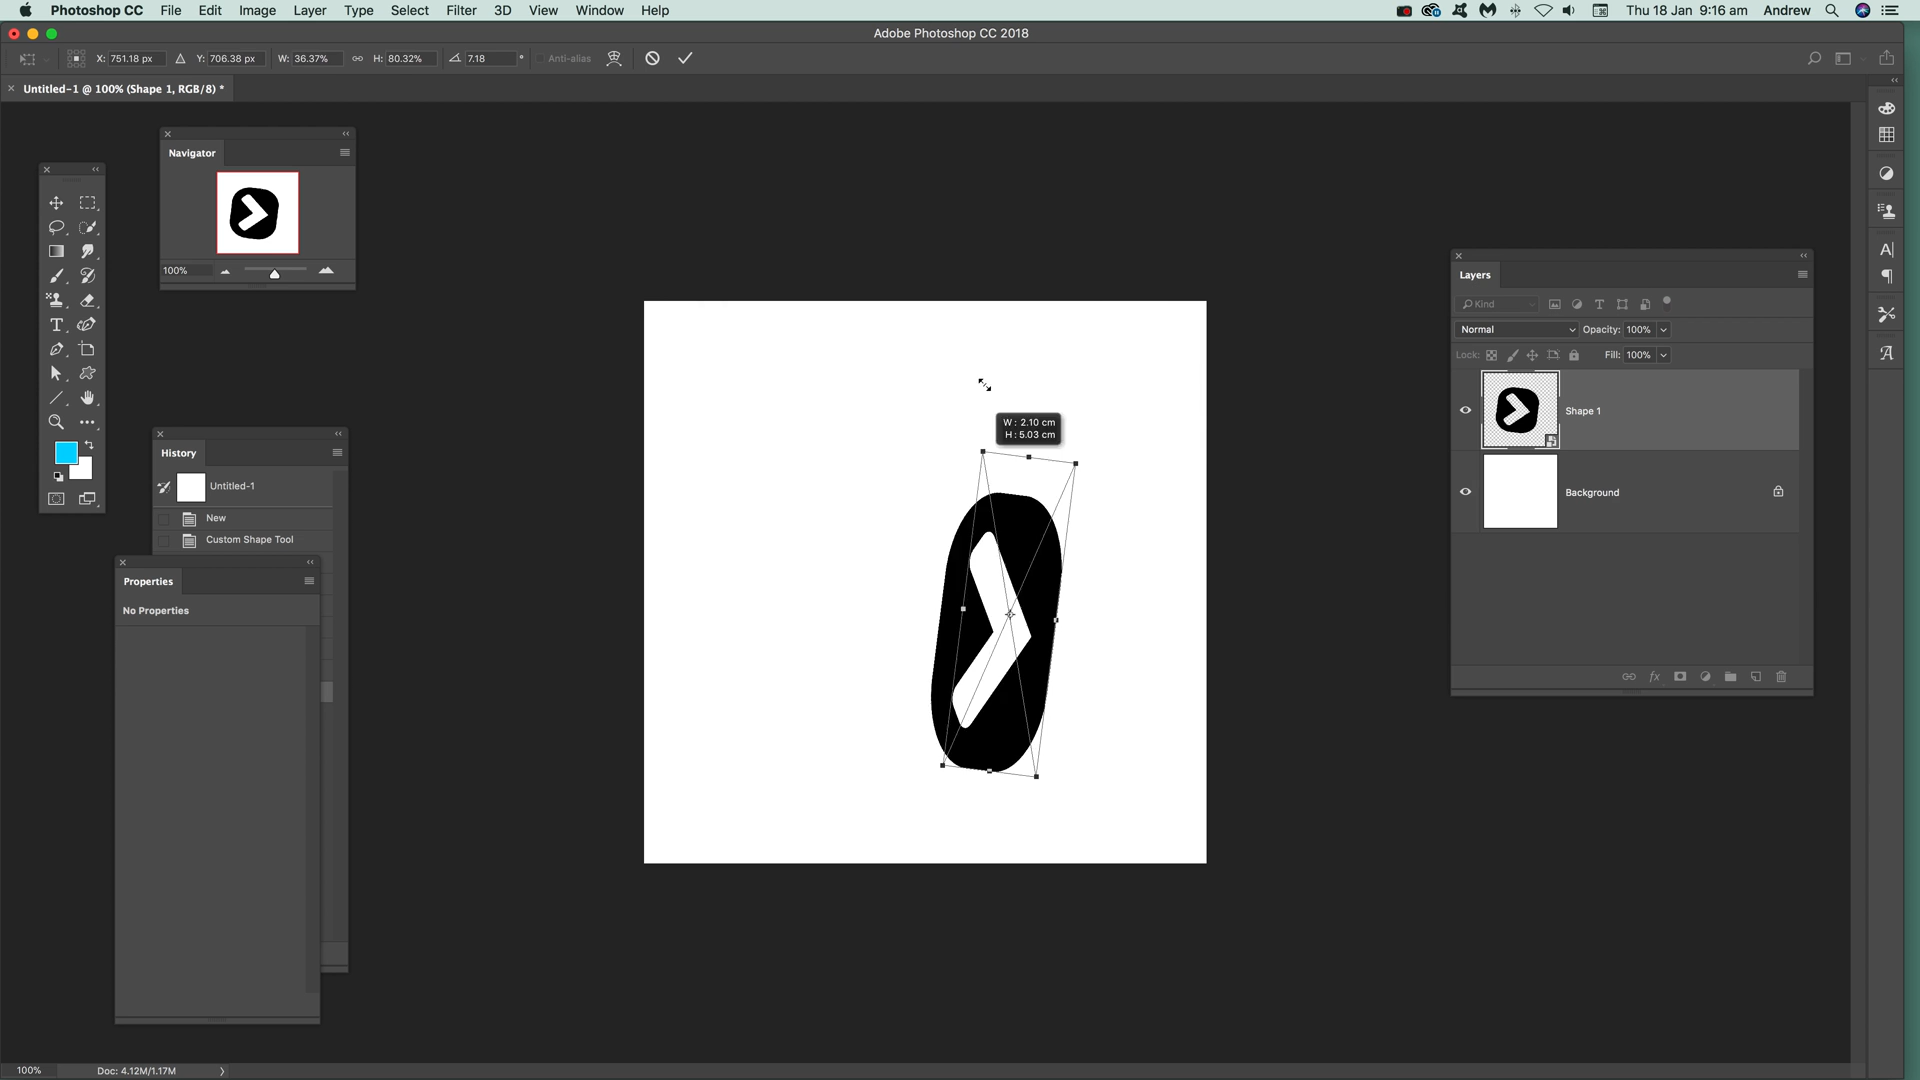 Photoshop CC File Edit Image Layer Type Select Filter 3D View Window Help Thu 18 Jan 9:16 am Andrew
Adobe Photoshop CC 2018
X: 751.18 px Y: 706.38 px W: 36.37% H: 80.32% 7.18 ° Anti-alias
Untitled-1 @ 100% (Shape 1, RGB/8) *
Navigator
100%
Layers
Kind
Normal Opacity: 100%
Lock: Fill: 100%
Shape 1
Background
W : 2.10 cm
H : 5.03 cm
History
Untitled-1
New
Custom Shape Tool
Properties
No Properties
100% Doc: 4.12M/1.17M